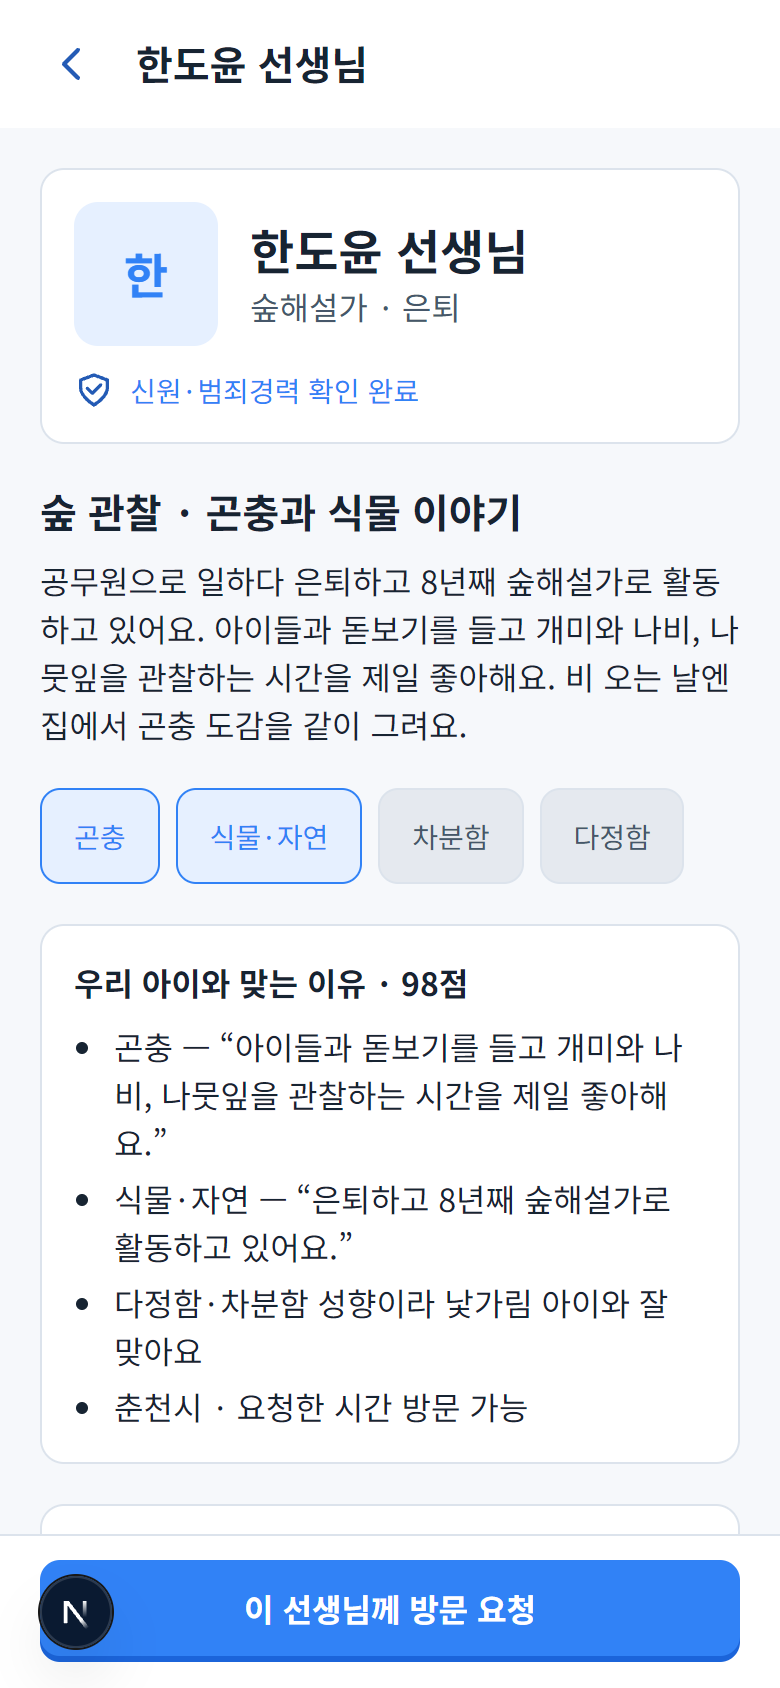 한도윤 선생님
한
한도윤 선생님
숲해설가 · 은퇴
신원·범죄경력 확인 완료
숲 관찰 · 곤충과 식물 이야기
공무원으로 일하다 은퇴하고 8년째 숲해설가로 활동
하고 있어요. 아이들과 돋보기를 들고 개미와 나비, 나
뭇잎을 관찰하는 시간을 제일 좋아해요. 비 오는 날엔
집에서 곤충 도감을 같이 그려요.
곤충
식물·자연
차분함
다정함
우리 아이와 맞는 이유 · 98점
곤충 — “아이들과 돋보기를 들고 개미와 나
비, 나뭇잎을 관찰하는 시간을 제일 좋아해
요.”
식물·자연 — “은퇴하고 8년째 숲해설가로
활동하고 있어요.”
다정함·차분함 성향이라 낯가림 아이와 잘
맞아요
춘천시 · 요청한 시간 방문 가능
N
이 선생님께 방문 요청